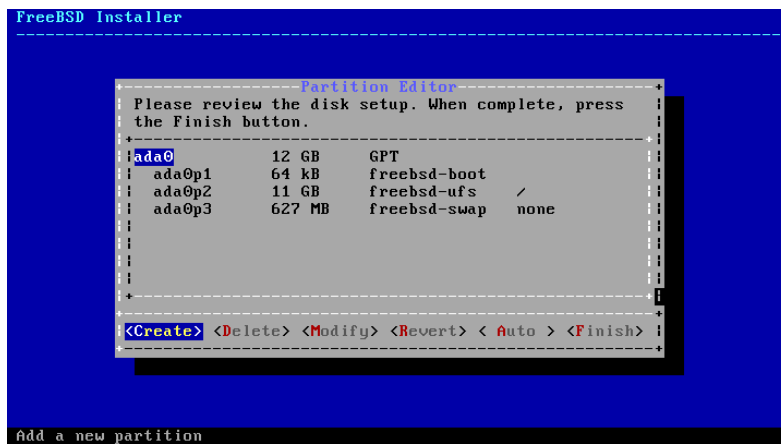 FreeBSD Installer
Partition Editor
Please review the disk setup. When complete, press
the Finish button.
ada0 12 GB GPT
ada0p1 64 kB freebsd-boot
ada0p2 11 GB freebsd-ufs /
ada0p3 627 MB freebsd-swap none
<Create> <Delete> <Modify> <Revert> < Auto > <Finish>
Add a new partition